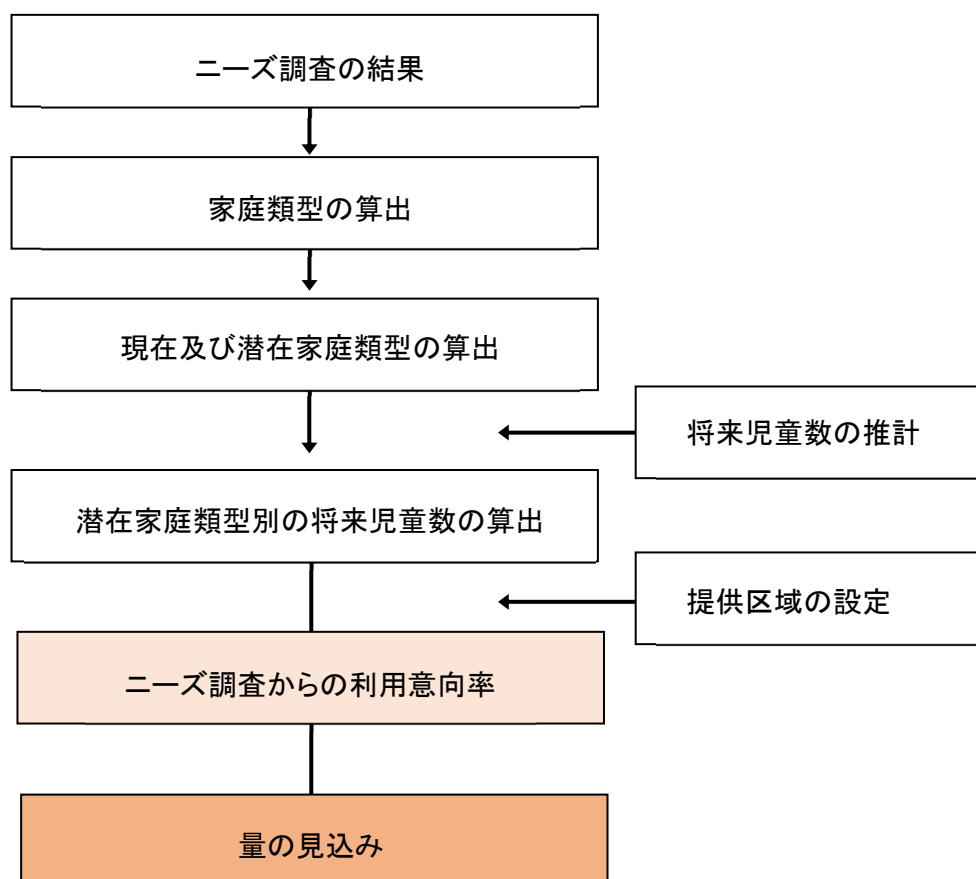 ニーズ調査の結果
家庭類型の算出
現在及び潜在家庭類型の算出
将来児童数の推計
潜在家庭類型別の将来児童数の算出
提供区域の設定
ニーズ調査からの利用意向率
量の見込み